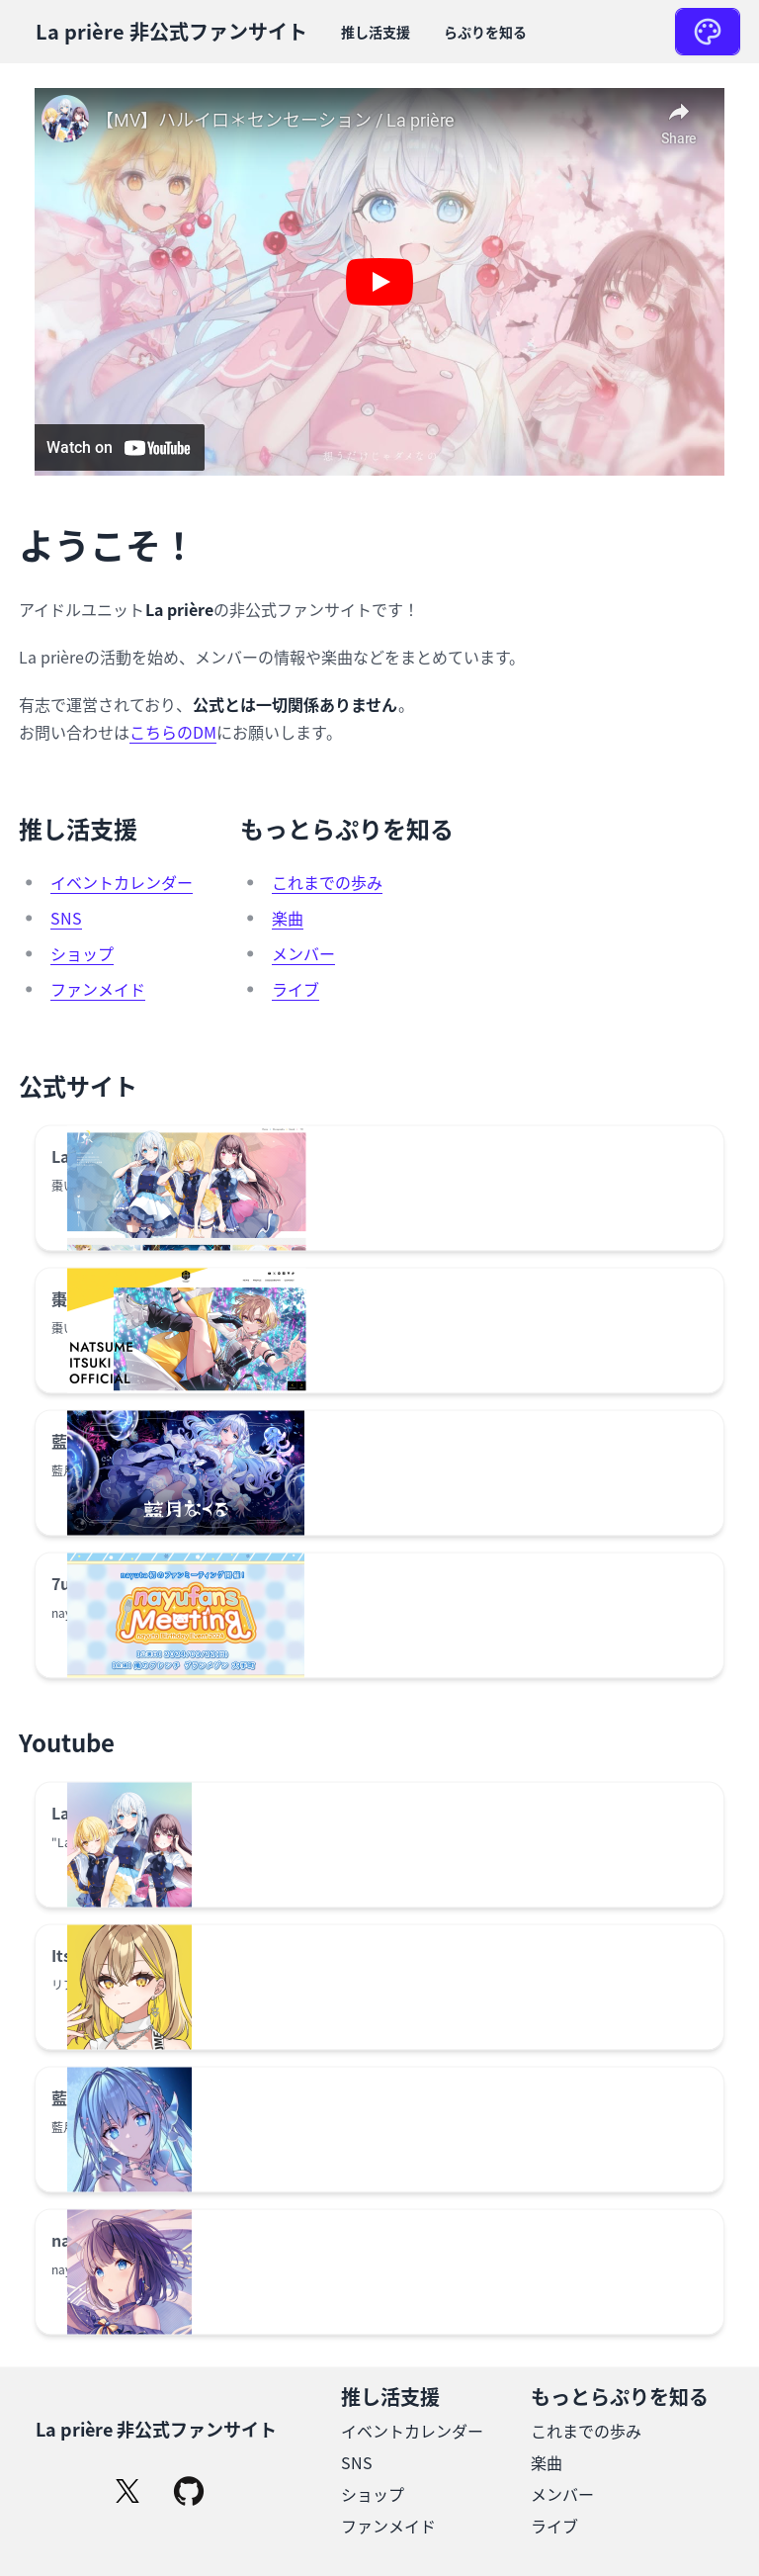 La prière 非公式ファンサイト 推し活支援 らぷりを知る
【MV】ハルイロ＊センセーション / La prière
Share
Watch on YouTube
ようこそ！
アイドルユニットLa prièreの非公式ファンサイトです！
La prièreの活動を始め、メンバーの情報や楽曲などをまとめています。
有志で運営されており、公式とは一切関係ありません。
お問い合わせはこちらのDMにお願いします。
推し活支援
イベントカレンダー
SNS
ショップ
ファンメイド
もっとらぷりを知る
これまでの歩み
楽曲
メンバー
ライブ
公式サイト
La
棗い
棗
棗い
NATSUME
ITSUKI
OFFICIAL
藍
藍月
藍月なくる
7u
nay
nayuta初のファンミーティング開催！
nayufans
Meeting
Youtube
La
"La
Its
リス
藍
藍月
na
nay
La prière 非公式ファンサイト
推し活支援
イベントカレンダー
SNS
ショップ
ファンメイド
もっとらぷりを知る
これまでの歩み
楽曲
メンバー
ライブ